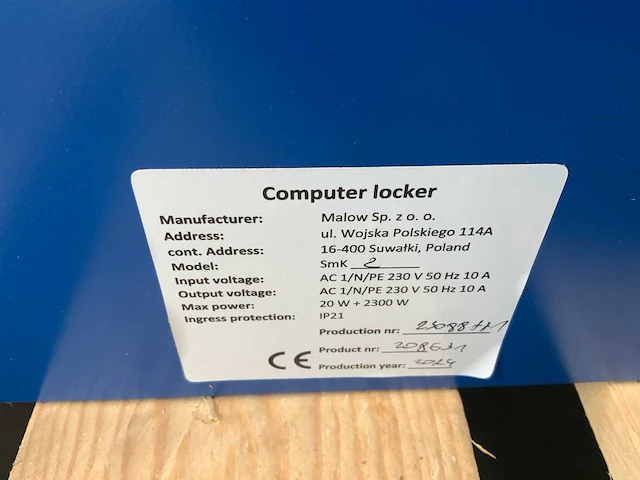 Computer locker
Manufacturer: Malow Sp. z o. o.
Address: ul. Wojska Polskiego 114A
cont. Address: 16-400 Suwałki, Poland
Model: SmK 2
Input voltage: AC 1/N/PE 230 V 50 Hz 10 A
Output voltage: AC 1/N/PE 230 V 50 Hz 10 A
Max power: 20 W + 2300 W
Ingress protection: IP21
Production nr:
Product nr: 208631
CE Production year: 2024